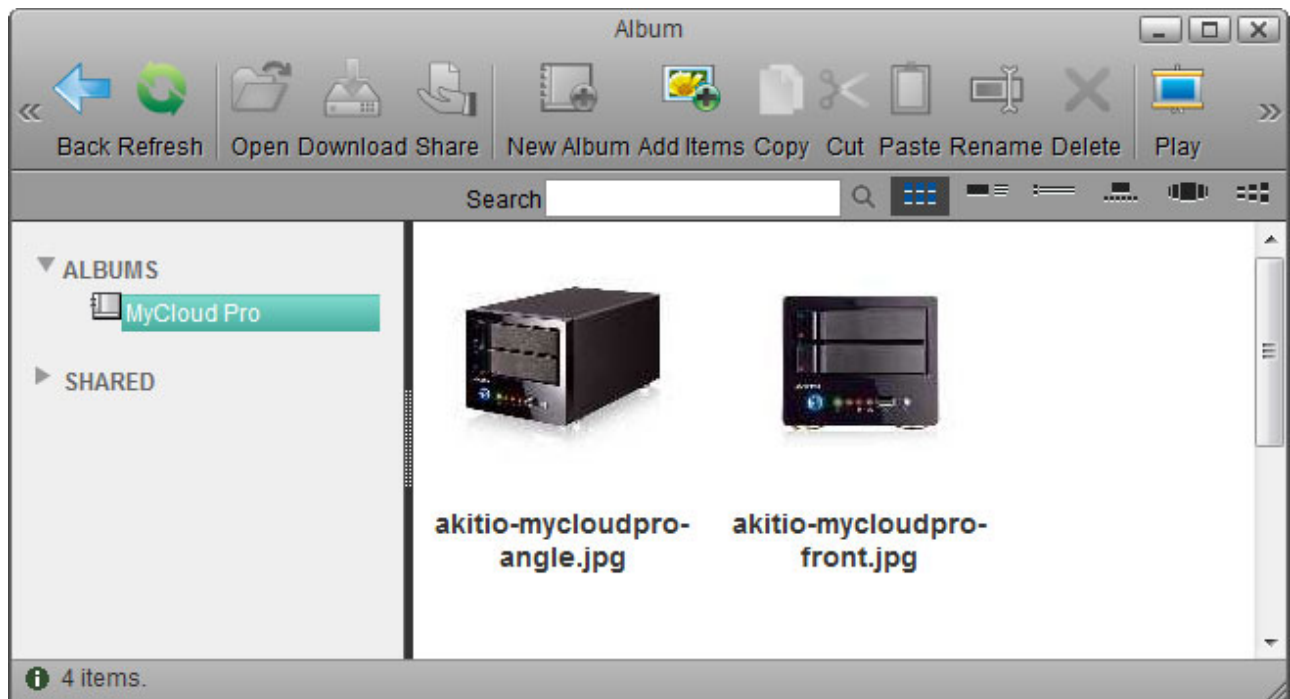 Album
Back Refresh Open Download Share New Album Add Items Copy Cut Paste Rename Delete Play
Search
ALBUMS
MyCloud Pro
SHARED
akitio-mycloudpro-
angle.jpg
akitio-mycloudpro-
front.jpg
4 items.